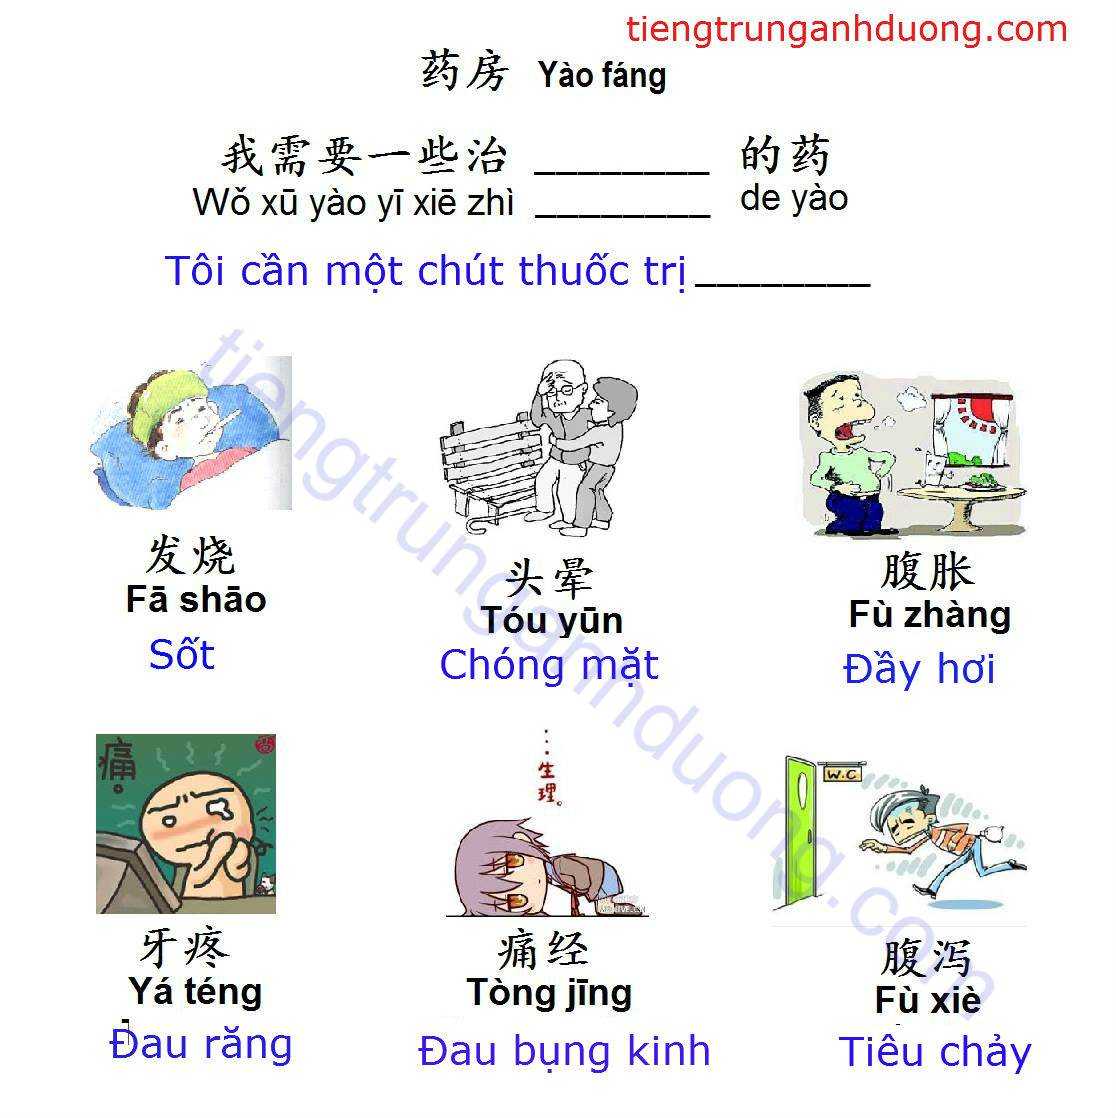 tiengtrunganhduong.com
药房 Yào fáng
我需要一些治 ________ 的药
Wǒ xū yào yī xiē zhì ________ de yào
Tôi cần một chút thuốc trị ________
发烧
Fā shāo
Sốt
头晕
Tóu yūn
Chóng mặt
腹胀
Fù zhàng
Đầy hơi
痛。
牙疼
Yá téng
Đau răng
...生理。
痛经
Tòng jīng
Đau bụng kinh
W.C
腹泻
Fù xiè
Tiêu chảy
tiengtrunganhduong.com